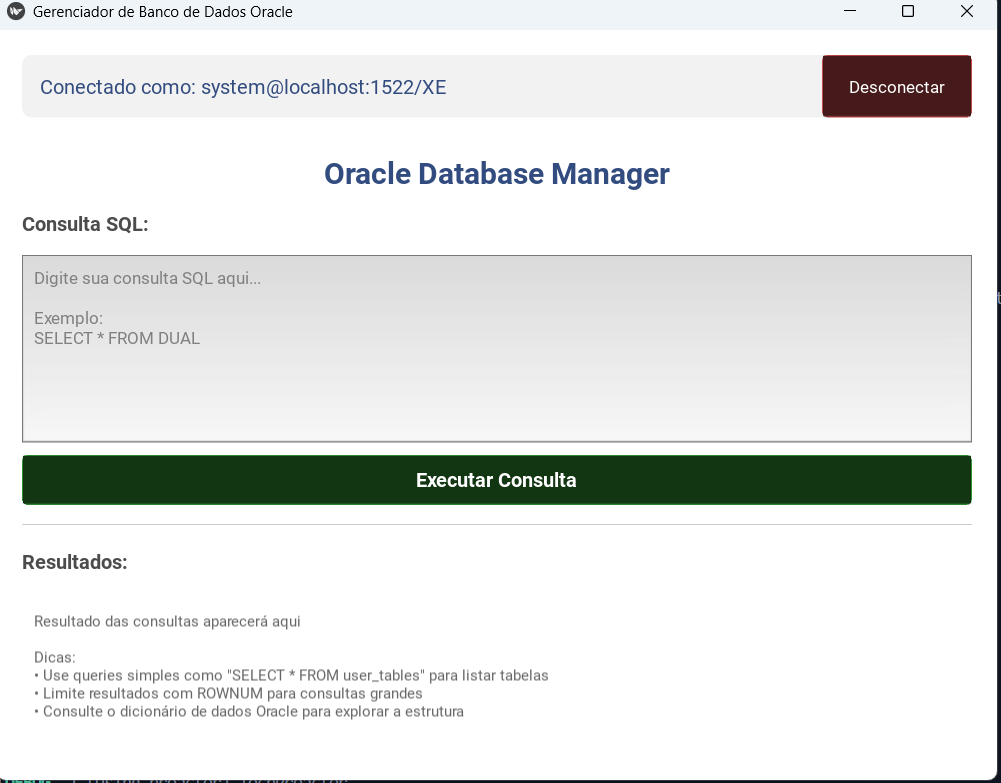 Gerenciador de Banco de Dados Oracle
Conectado como: system@localhost:1522/XE
Desconectar
Oracle Database Manager
Consulta SQL:
Digite sua consulta SQL aqui...
Exemplo:
SELECT * FROM DUAL
Executar Consulta
Resultados:
Resultado das consultas aparecerá aqui
Dicas:
• Use queries simples como "SELECT * FROM user_tables" para listar tabelas
• Limite resultados com ROWNUM para consultas grandes
• Consulte o dicionário de dados Oracle para explorar a estrutura